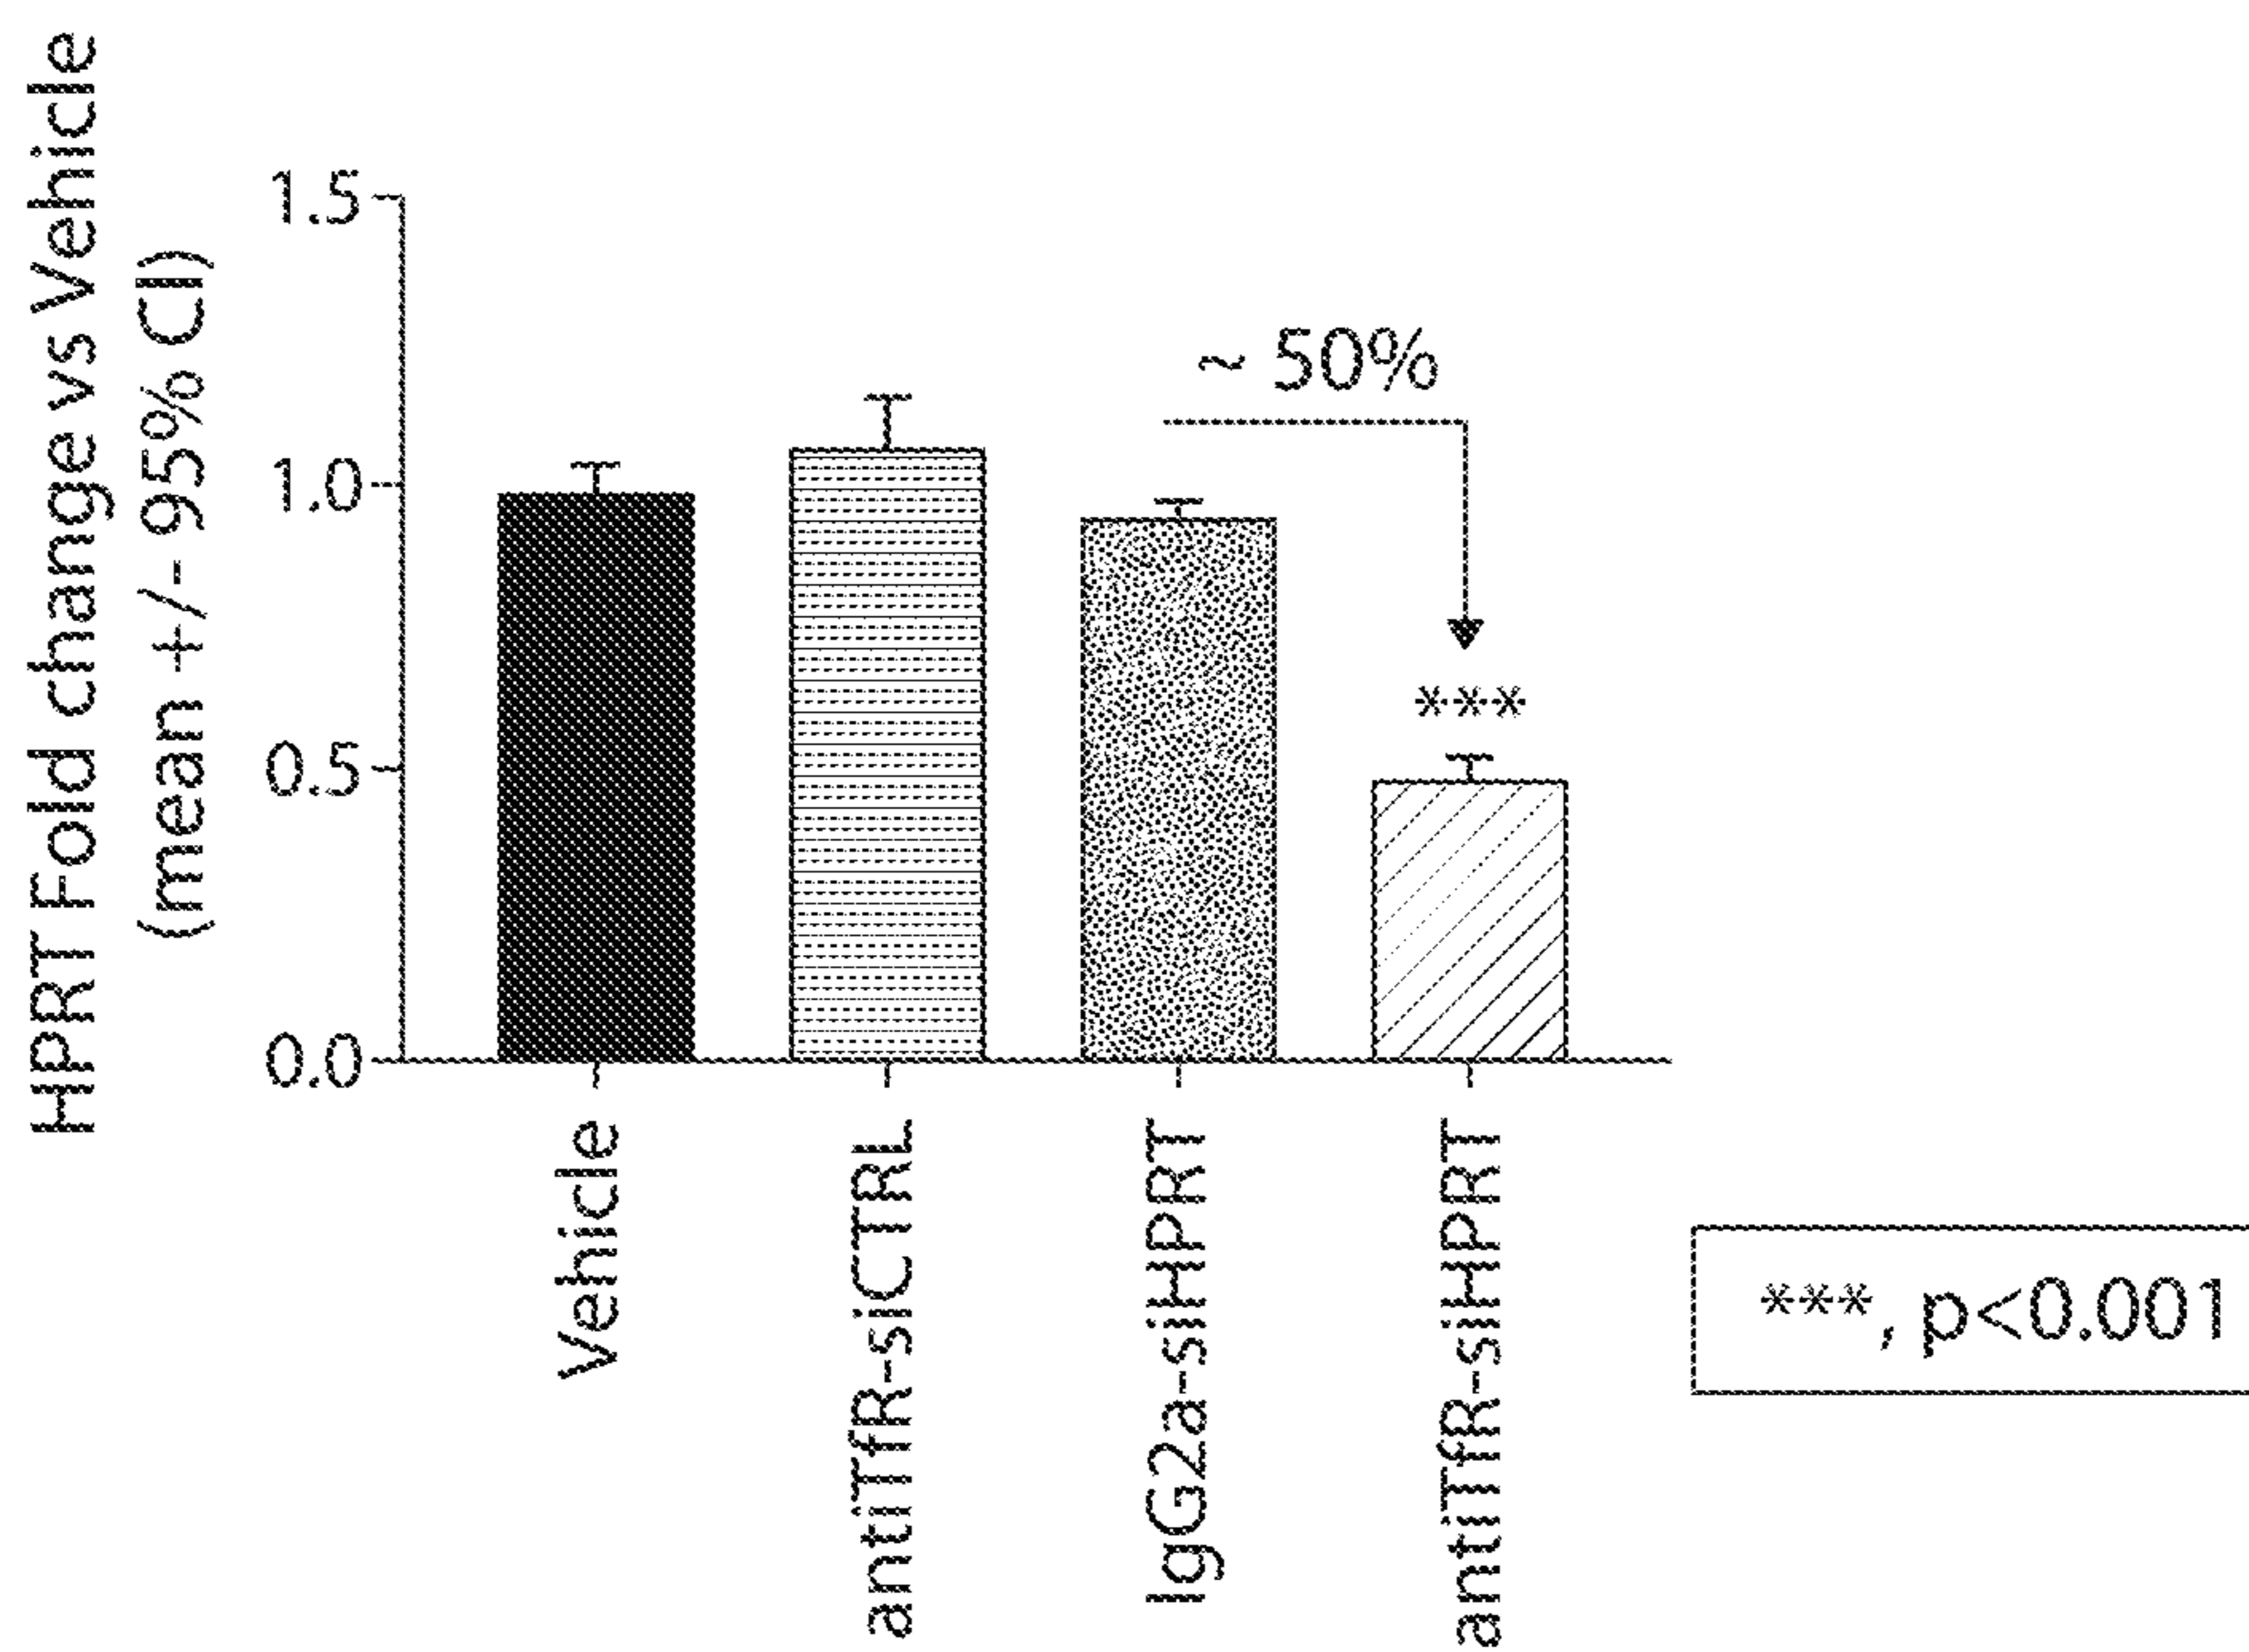 HPRT Fold change vs Vehicle
(mean +/- 95% CI)
1.5
1.0
0.5
0.0
~ 50%
***
Vehicle
antiTfR-siCTRL
IgG2a-siHPRT
antiTfR-siHPRT
***, p<0.001